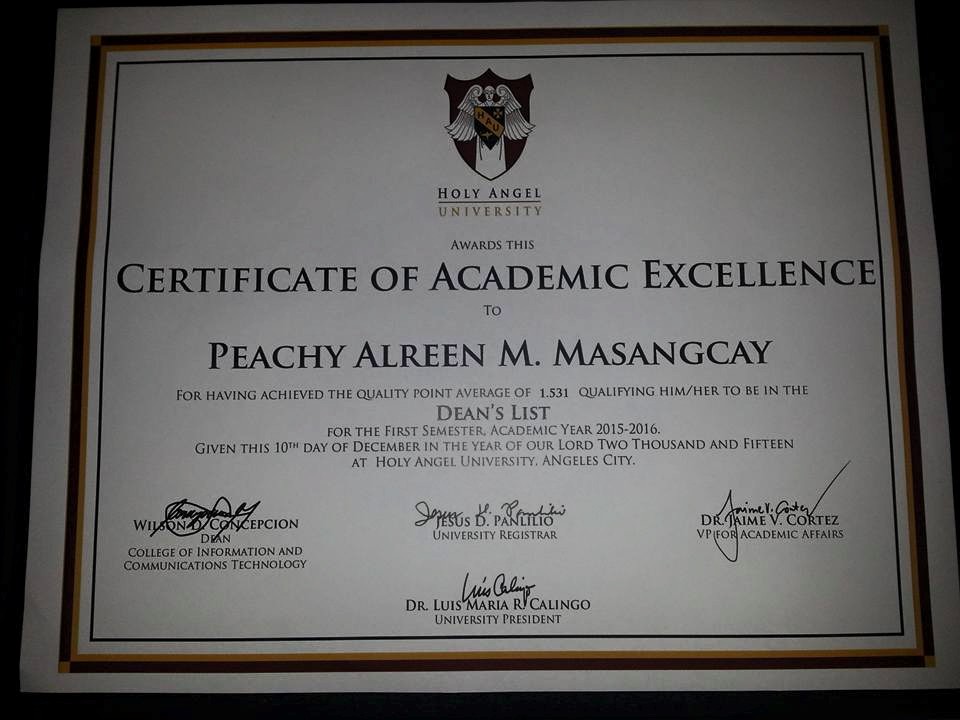 HAU
HOLY ANGEL
UNIVERSITY
AWARDS THIS
CERTIFICATE OF ACADEMIC EXCELLENCE
TO
PEACHY ALREEN M. MASANGCAY
FOR HAVING ACHIEVED THE QUALITY POINT AVERAGE OF 1.531 QUALIFYING HIM/HER TO BE IN THE
DEAN'S LIST
FOR THE FIRST SEMESTER, ACADEMIC YEAR 2015-2016.
GIVEN THIS 10TH DAY OF DECEMBER IN THE YEAR OF OUR LORD TWO THOUSAND AND FIFTEEN
AT HOLY ANGEL UNIVERSITY, ANGELES CITY.
WILSON D. CONCEPCION
DEAN
COLLEGE OF INFORMATION AND
COMMUNICATIONS TECHNOLOGY
Jesus D. Panlilio
JESUS D. PANLILIO
UNIVERSITY REGISTRAR
Jaime V. Cortez
DR. JAIME V. CORTEZ
VP FOR ACADEMIC AFFAIRS
Luis Calingo
DR. LUIS MARIA R. CALINGO
UNIVERSITY PRESIDENT